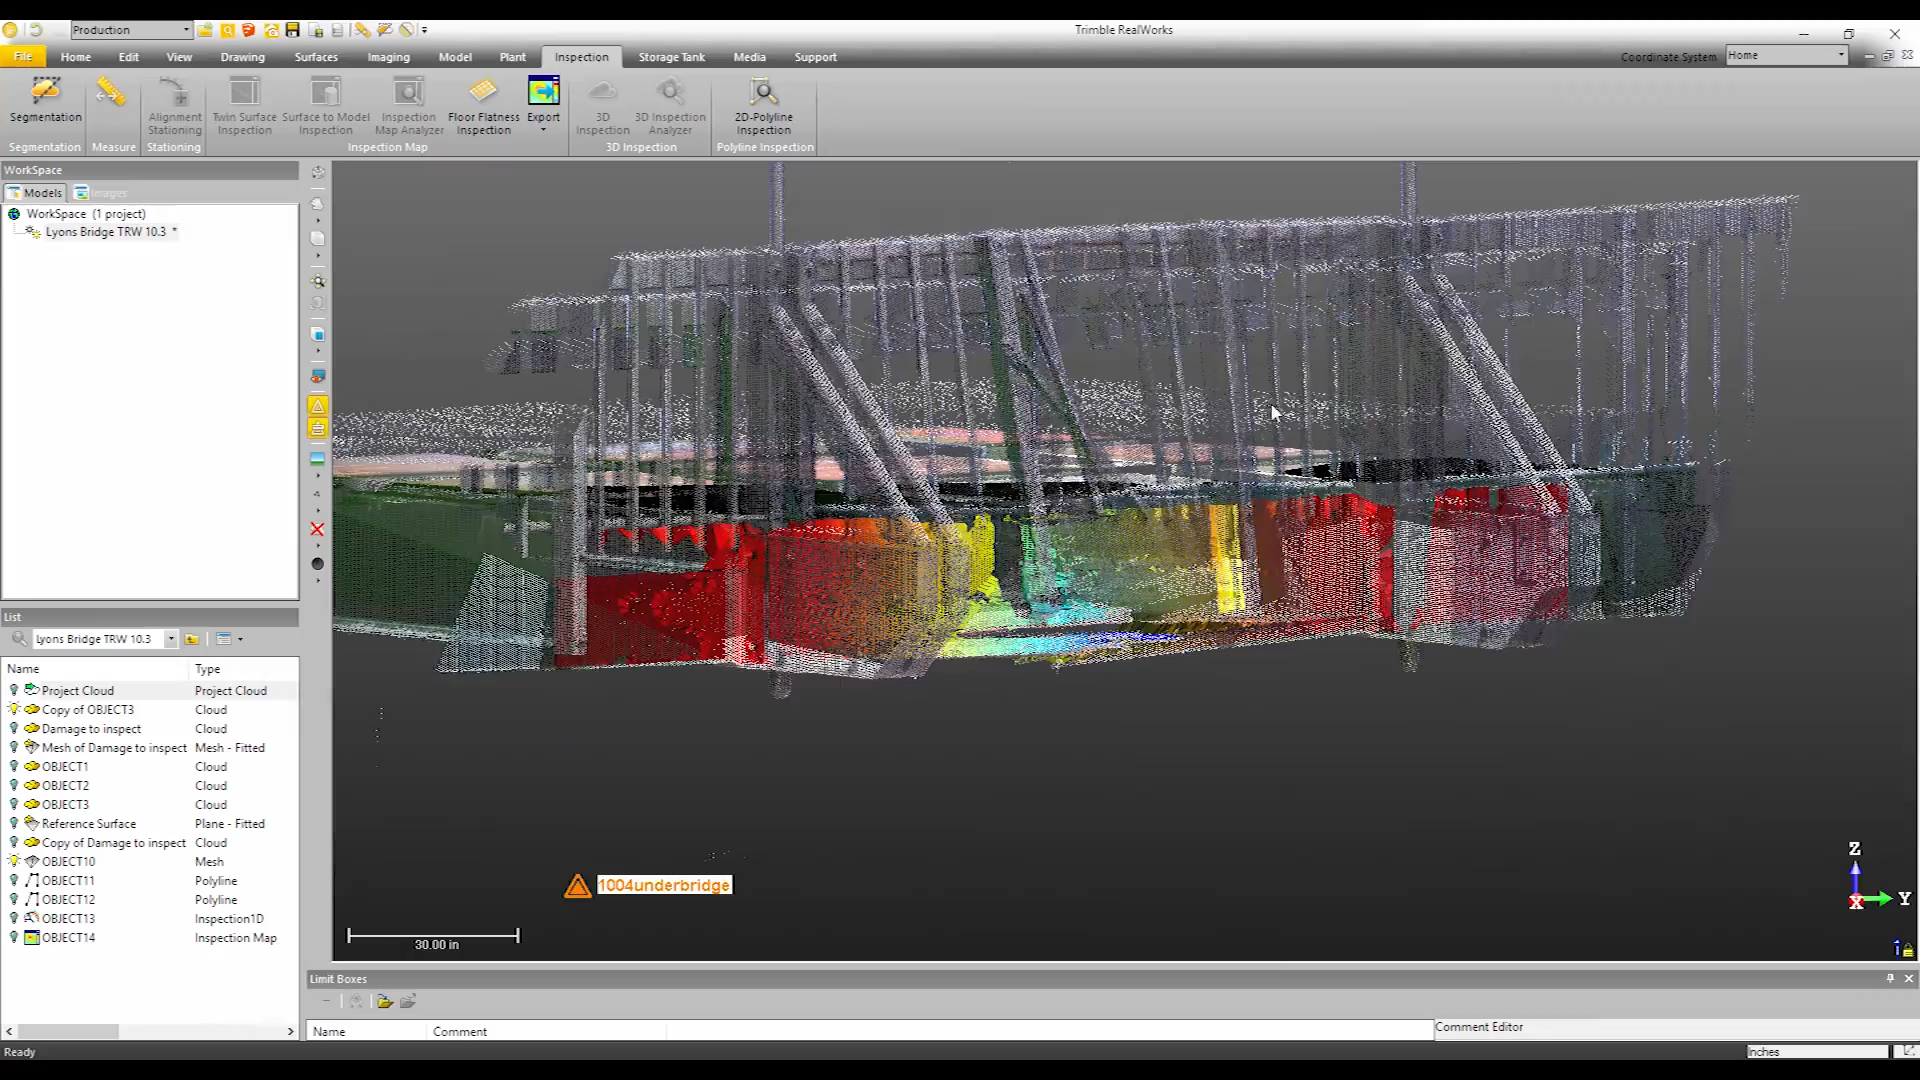 Production
Trimble RealWorks
File
Home
Edit
View
Drawing
Surfaces
Imaging
Model
Plant
Inspection
Storage Tank
Media
Support
Coordinate System
Home
Segmentation
Alignment Stationing
Twin Surface Inspection
Surface to Model Inspection
Inspection Map Analyzer
Floor Flatness Inspection
Export
3D Inspection
3D Inspection Analyzer
2D-Polyline Inspection
Segmentation
Measure
Stationing
Inspection Map
3D Inspection
Polyline Inspection
WorkSpace
Models
Images
WorkSpace (1 project)
Lyons Bridge TRW 10.3 *
List
Lyons Bridge TRW 10.3
Name Type
Project Cloud Project Cloud
Copy of OBJECT3 Cloud
Damage to inspect Cloud
Mesh of Damage to inspect Mesh - Fitted
OBJECT1 Cloud
OBJECT2 Cloud
OBJECT3 Cloud
Reference Surface Plane - Fitted
Copy of Damage to inspect Cloud
OBJECT10 Mesh
OBJECT11 Polyline
OBJECT12 Polyline
OBJECT13 Inspection1D
OBJECT14 Inspection Map
1004underbridge
30.00 in
Z
Y
X
Limit Boxes
Name Comment
Comment Editor
Ready
Inches